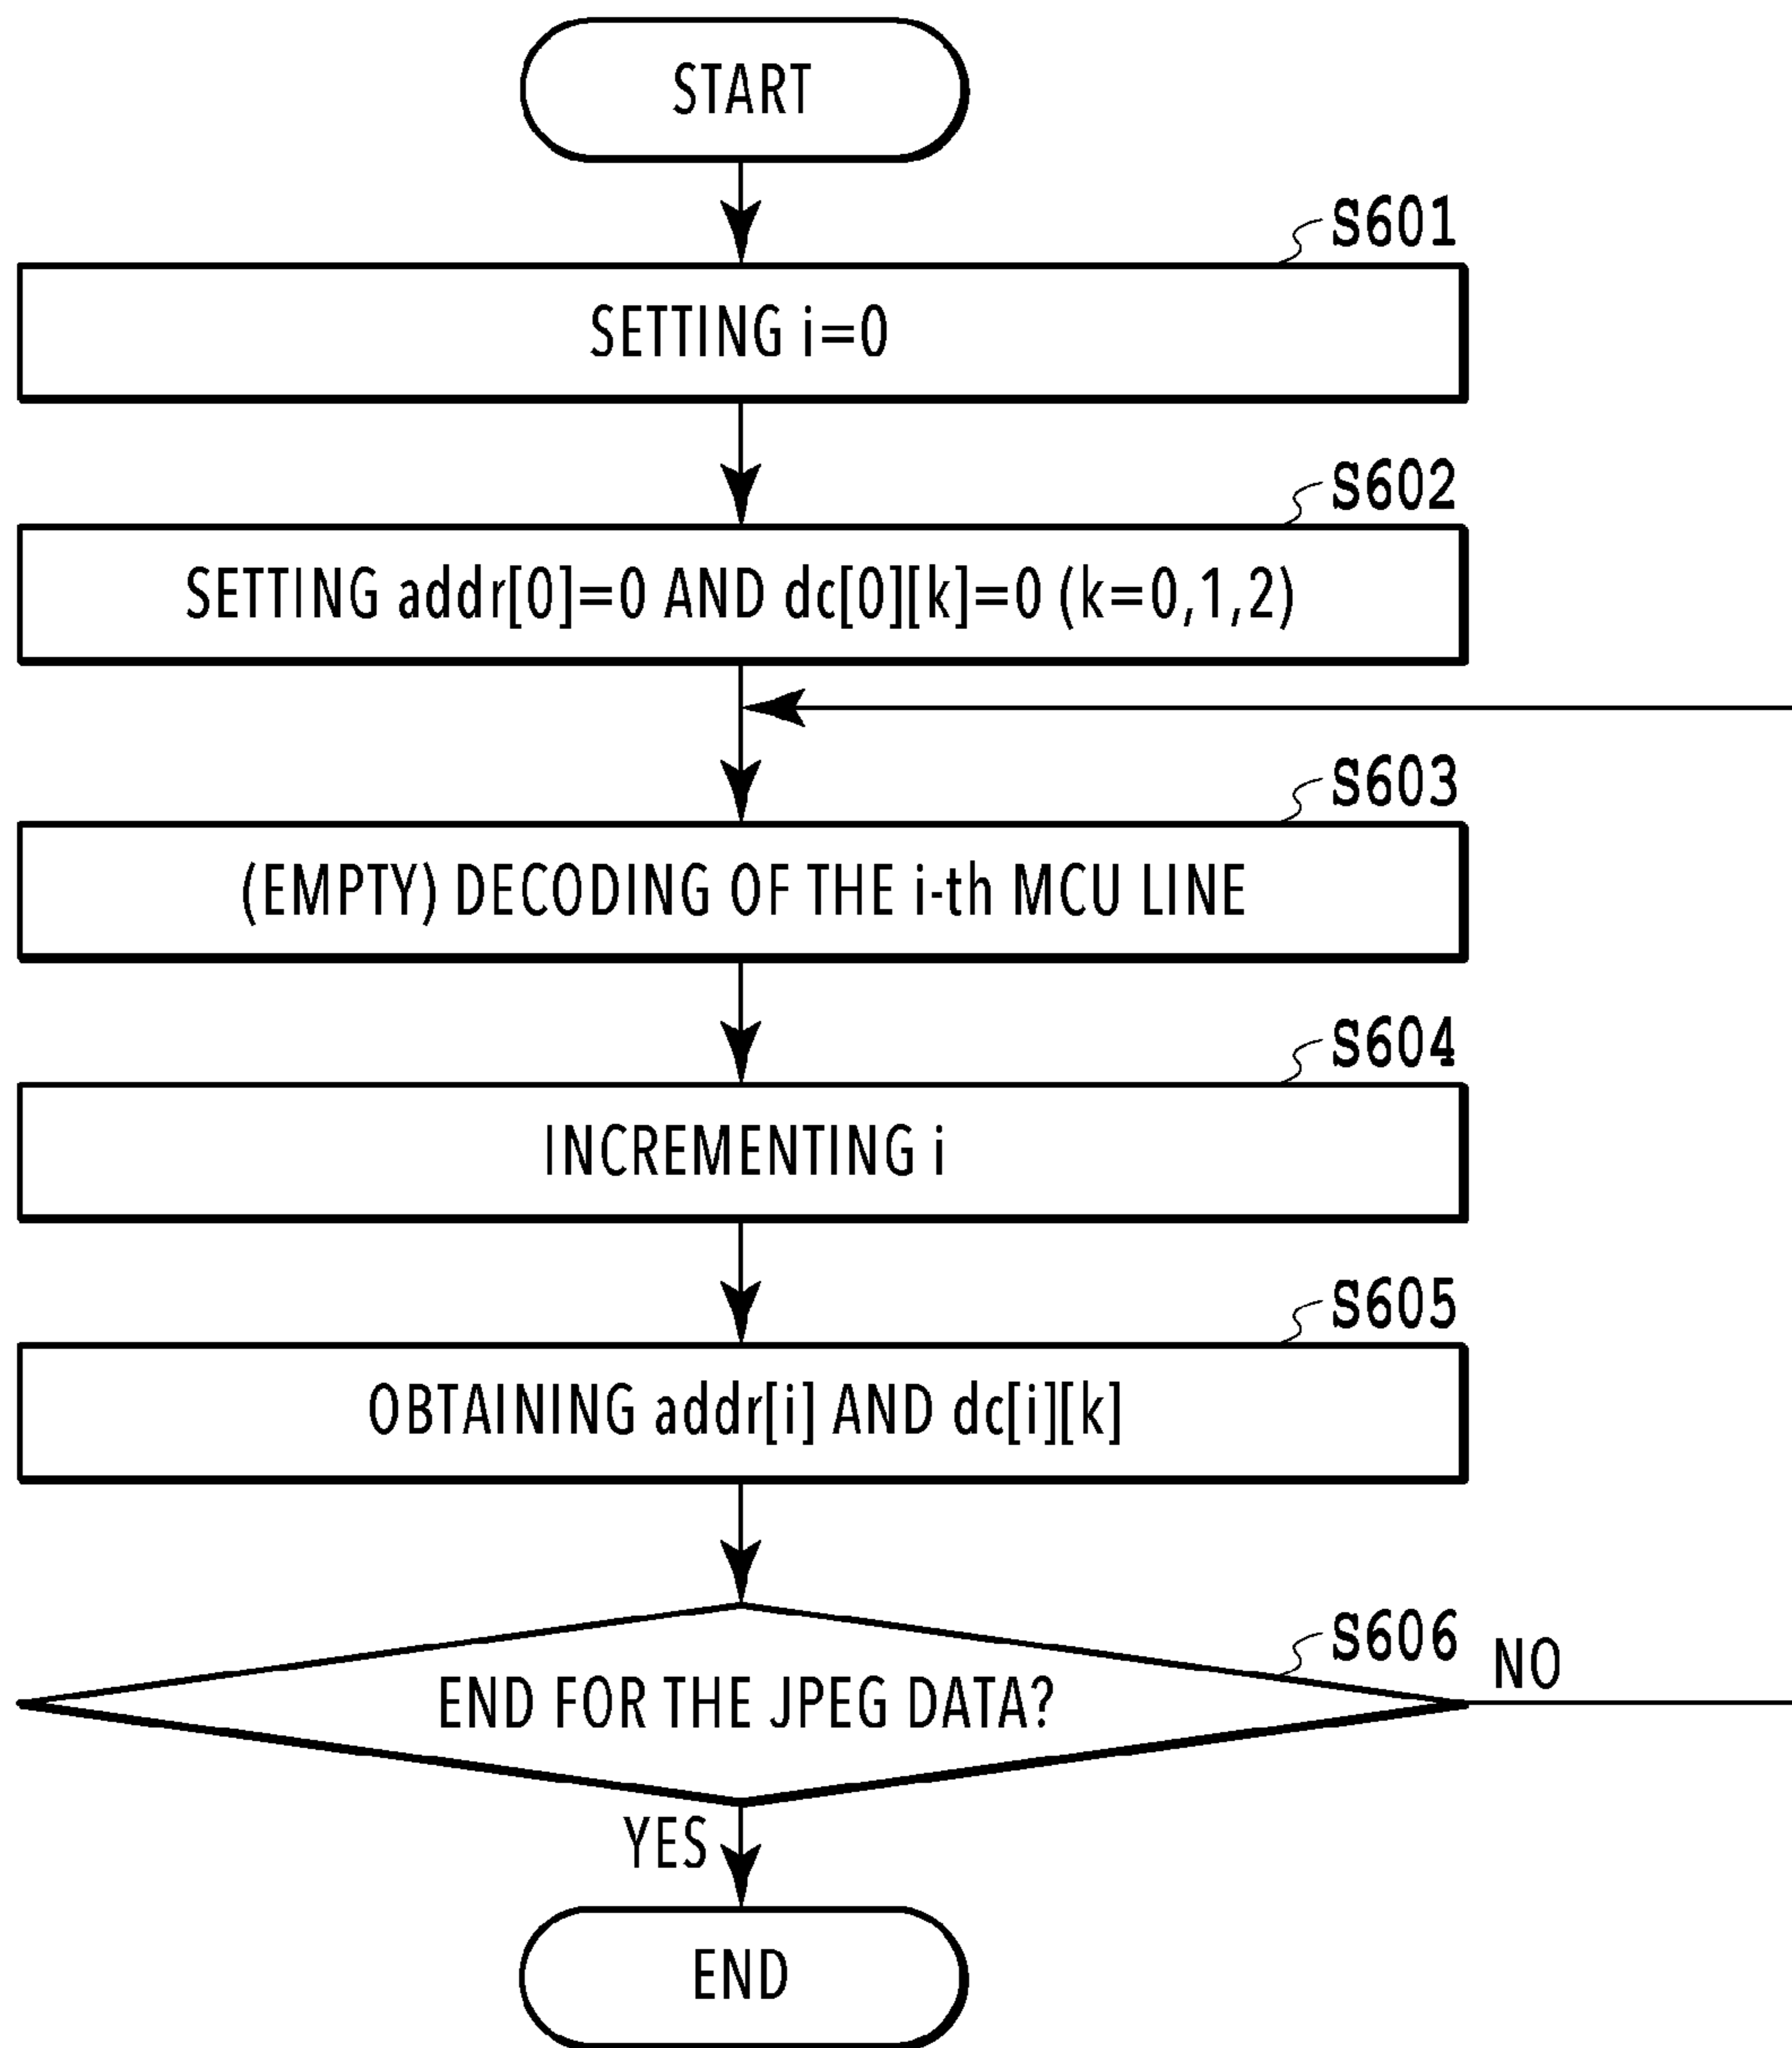 START
S601
SETTING i=0
S602
SETTING addr[0]=0 AND dc[0][k]=0 (k=0,1,2)
S603
(EMPTY) DECODING OF THE i-th MCU LINE
S604
INCREMENTING i
S605
OBTAINING addr[i] AND dc[i][k]
S606
NO
END FOR THE JPEG DATA?
YES
END